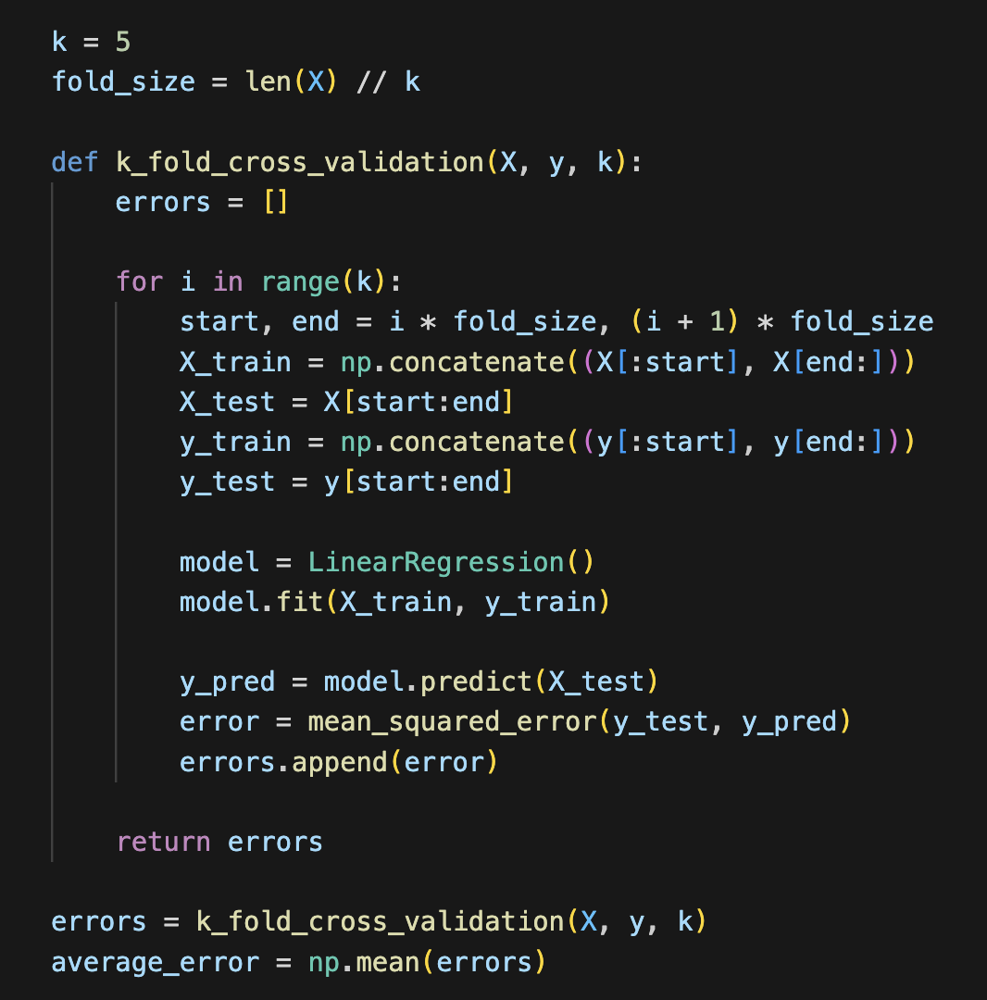 k = 5
fold_size = len(X) // k
def k_fold_cross_validation(X, y, k):
    errors = []
    for i in range(k):
        start, end = i * fold_size, (i + 1) * fold_size
        X_train = np.concatenate((X[:start], X[end:]))
        X_test = X[start:end]
        y_train = np.concatenate((y[:start], y[end:]))
        y_test = y[start:end]
        model = LinearRegression()
        model.fit(X_train, y_train)
        y_pred = model.predict(X_test)
        error = mean_squared_error(y_test, y_pred)
        errors.append(error)
    return errors
errors = k_fold_cross_validation(X, y, k)
average_error = np.mean(errors)